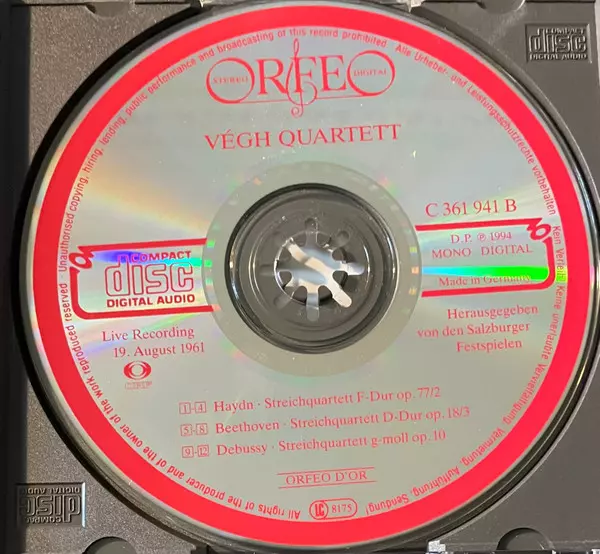 All rights of the producer and of the owner of the work reproduced reserved · Unauthorised copying, hiring, lending, public performance and broadcasting of this record prohibited · Alle Urheber- und Leistungsschutzrechte vorbehalten
Kein Verleih! Keine unerlaubte Vervielfältigung, Vermietung, Aufführung, Sendung!
COMPACT
disc
DIGITAL AUDIO
STEREO
ORFEO
DIGITAL
VÉGH QUARTETT
C 361 941 B
COMPACT
disc
DIGITAL AUDIO
D.P. ℗ 1994
MONO DIGITAL
Made in Germany
Live Recording
19. August 1961
ORF
Herausgegeben
von den Salzburger
Festspielen
1-4 Haydn · Streichquartett F-Dur op. 77/2
5-8 Beethoven · Streichquartett D-Dur op. 18/3
9-12 Debussy · Streichquartett g-moll op. 10
ORFEO D'OR
LC 8175
COMPACT
disc
DIGITAL AUDIO